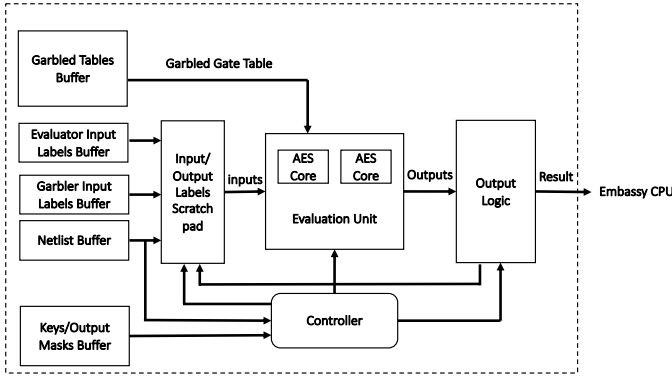 Garbled Tables
Buffer
Garbled Gate Table
Evaluator Input
Labels Buffer
Garbler Input
Labels Buffer
Netlist Buffer
Keys/Output
Masks Buffer
Input/
Output
Labels
Scratch
pad
inputs
AES
Core
AES
Core
Evaluation Unit
Outputs
Output
Logic
Result
Embassy CPU
Controller